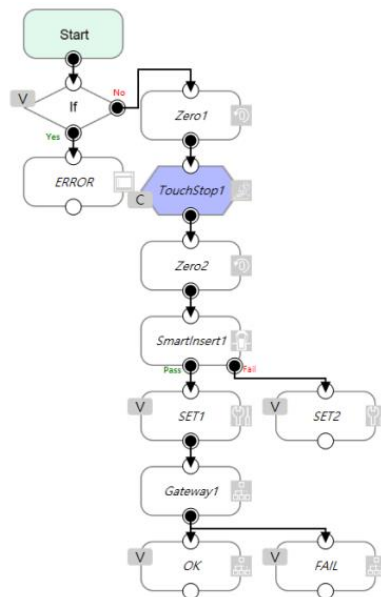 Start
V
If
No
Yes
Zero1
ERROR
TouchStop1
C
Zero2
SmartInsert1
Pass
Fail
V
SET1
V
SET2
Gateway1
V
OK
V
FAIL